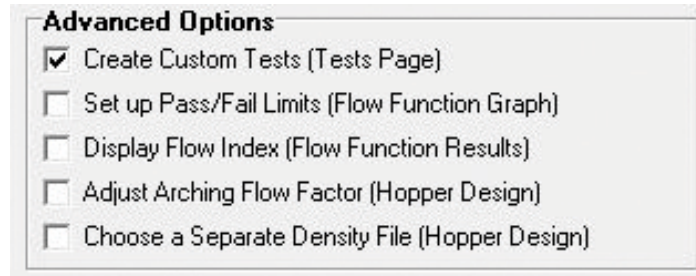 Advanced Options
Create Custom Tests (Tests Page)
Set up Pass/Fail Limits (Flow Function Graph)
Display Flow Index (Flow Function Results)
Adjust Arching Flow Factor (Hopper Design)
Choose a Separate Density File (Hopper Design)